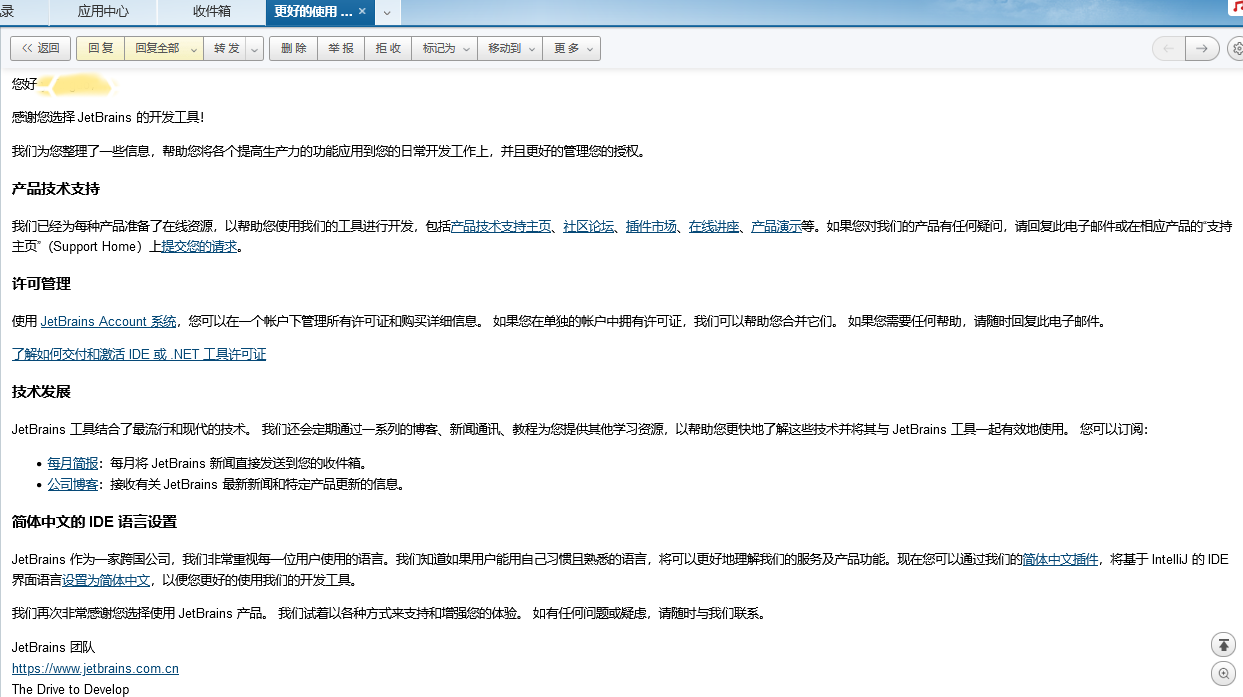 录 应用中心 收件箱 更好的使用 ... ×
<< 返回 回 复 回复全部 转 发 删 除 举 报 拒 收 标记为 移动到 更 多
您好
感谢您选择 JetBrains 的开发工具!
我们为您整理了一些信息，帮助您将各个提高生产力的功能应用到您的日常开发工作上，并且更好的管理您的授权。
产品技术支持
我们已经为每种产品准备了在线资源，以帮助您使用我们的工具进行开发，包括产品技术支持主页、社区论坛、插件市场、在线讲座、产品演示等。如果您对我们的产品有任何疑问，请回复此电子邮件或在相应产品的“支持
主页”（Support Home）上提交您的请求。
许可管理
使用 JetBrains Account 系统，您可以在一个帐户下管理所有许可证和购买详细信息。 如果您在单独的帐户中拥有许可证，我们可以帮助您合并它们。 如果您需要任何帮助，请随时回复此电子邮件。
了解如何交付和激活 IDE 或 .NET 工具许可证
技术发展
JetBrains 工具结合了最流行和现代的技术。 我们还会定期通过一系列的博客、新闻通讯、教程为您提供其他学习资源，以帮助您更快地了解这些技术并将其与 JetBrains 工具一起有效地使用。 您可以订阅：
• 每月简报：每月将 JetBrains 新闻直接发送到您的收件箱。
• 公司博客：接收有关 JetBrains 最新新闻和特定产品更新的信息。
简体中文的 IDE 语言设置
JetBrains 作为一家跨国公司，我们非常重视每一位用户使用的语言。我们知道如果用户能用自己习惯且熟悉的语言，将可以更好地理解我们的服务及产品功能。现在您可以通过我们的简体中文插件，将基于 IntelliJ 的 IDE
界面语言设置为简体中文，以便您更好的使用我们的开发工具。
我们再次非常感谢您选择使用 JetBrains 产品。 我们试着以各种方式来支持和增强您的体验。 如有任何问题或疑虑，请随时与我们联系。
JetBrains 团队
https://www.jetbrains.com.cn
The Drive to Develop